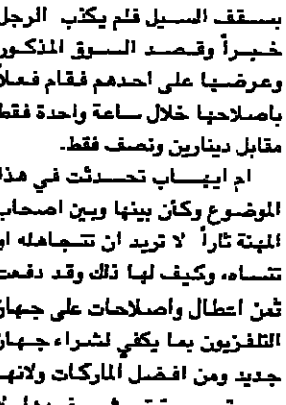 بسقف السيل فلم يكذب الرجل
خبراً وقصد السوق المذكور
وعرضها على احدهم فقام فعلاً
باصلاحها خلال ساعة واحدة فقط
مقابل دينارين ونصف فقط.
ام ايهاب تحدثت في هذا
الموضوع وكأن بينها وبين اصحاب
المهنة ثاراً لا تريد ان تتجاهله او
تنساه، وكيف لها ذلك وقد دفعت
ثمن اعتطال واصلاحات على جهاز
التلفزيون بما يكفي لشراء جهاز
جديد ومن افضل الماركات ولانها